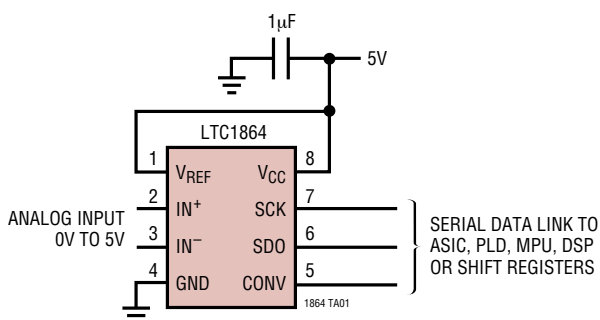 1µF
5V
LTC1864
1 VREF VCC 8
2 IN+ SCK 7
ANALOG INPUT
0V TO 5V
3 IN− SDO 6
4 GND CONV 5
SERIAL DATA LINK TO
ASIC, PLD, MPU, DSP
OR SHIFT REGISTERS
1864 TA01